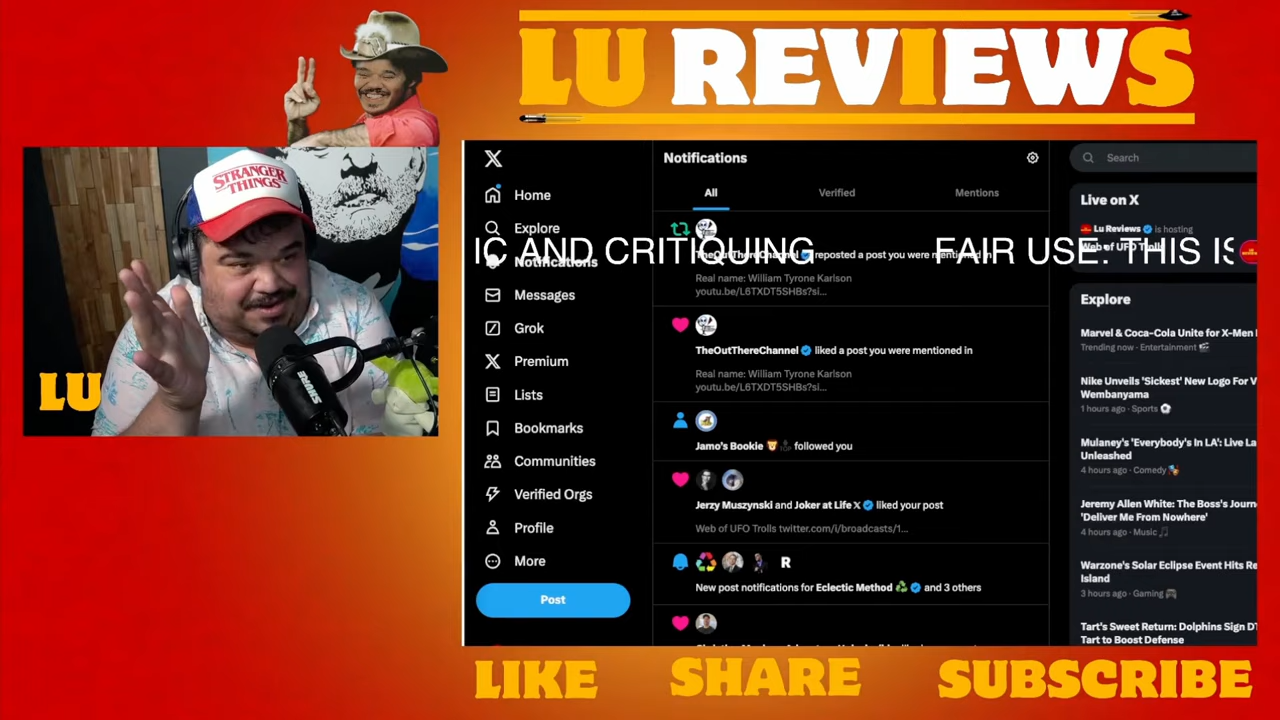 LU REVIEWS
STRANGER THINGS
LU
SHURE
Home
Explore
Notifications
Messages
Grok
Premium
Lists
Bookmarks
Communities
Verified Orgs
Profile
More
Post
Notifications
All Verified Mentions
IC AND CRITIQUING FAIR USE: THIS IS
TheOutThereChannel reposted a post you were mentioned in
Real name: William Tyrone Karlson
youtu.be/L6TXDT5SHBs?si...
TheOutThereChannel liked a post you were mentioned in
Real name: William Tyrone Karlson
youtu.be/L6TXDT5SHBs?si...
Jamo's Bookie followed you
Jerzy Muszynski and Joker at Life X liked your post
Web of UFO Trolls twitter.com/i/broadcasts/1...
R
New post notifications for Eclectic Method and 3 others
Search
Live on X
Lu Reviews is hosting
Web of UFO Trolls
Explore
Marvel & Coca-Cola Unite for X-Men
Trending now · Entertainment
Nike Unveils 'Sickest' New Logo For
Wembanyama
1 hours ago · Sports
Mulaney's 'Everybody's In LA': Live La
Unleashed
4 hours ago · Comedy
Jeremy Allen White: The Boss's Journ
'Deliver Me From Nowhere'
4 hours ago · Music
Warzone's Solar Eclipse Event Hits Re
Island
3 hours ago · Gaming
Tart's Sweet Return: Dolphins Sign
Tart to Boost Defense
LIKE SHARE SUBSCRIBE